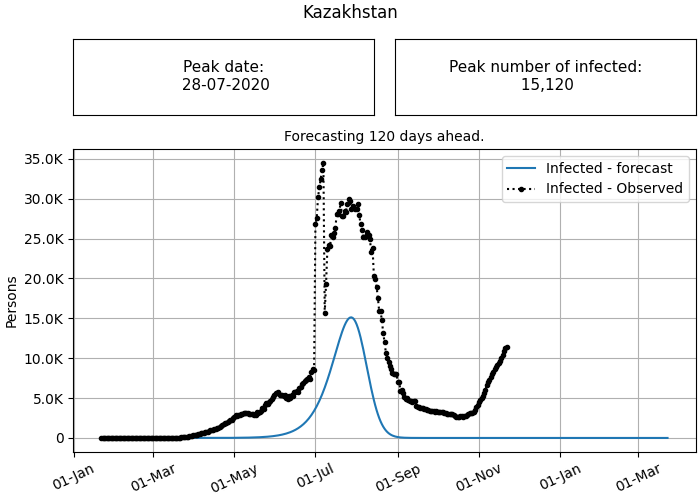 Kazakhstan
Peak date:
28-07-2020
Peak number of infected:
15,120
Forecasting 120 days ahead.
35.0K
30.0K
25.0K
20.0K
15.0K
10.0K
5.0K
0
Persons
Infected - forecast
Infected - Observed
01-Jan
01-Mar
01-May
01-Jul
01-Sep
01-Nov
01-Jan
01-Mar